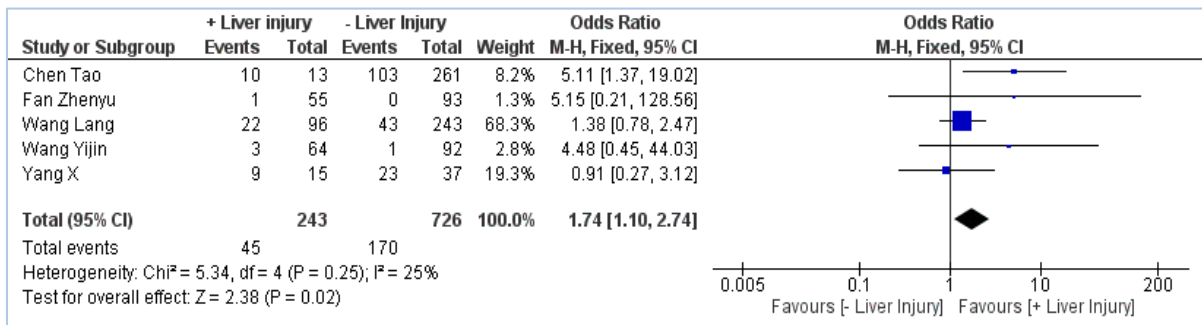 + Liver injury - Liver Injury Odds Ratio Odds Ratio
Study or Subgroup Events Total Events Total Weight M-H, Fixed, 95% CI M-H, Fixed, 95% CI
Chen Tao 10 13 103 261 8.2% 5.11 [1.37, 19.02]
Fan Zhenyu 1 55 0 93 1.3% 5.15 [0.21, 128.56]
Wang Lang 22 96 43 243 68.3% 1.38 [0.78, 2.47]
Wang Yijin 3 64 1 92 2.8% 4.48 [0.45, 44.03]
Yang X 9 15 23 37 19.3% 0.91 [0.27, 3.12]
Total (95% CI) 243 726 100.0% 1.74 [1.10, 2.74]
Total events 45 170
Heterogeneity: Chi² = 5.34, df = 4 (P = 0.25); I² = 25%
Test for overall effect: Z = 2.38 (P = 0.02)
0.005 0.1 1 10 200
Favours [- Liver Injury] Favours [+ Liver Injury]